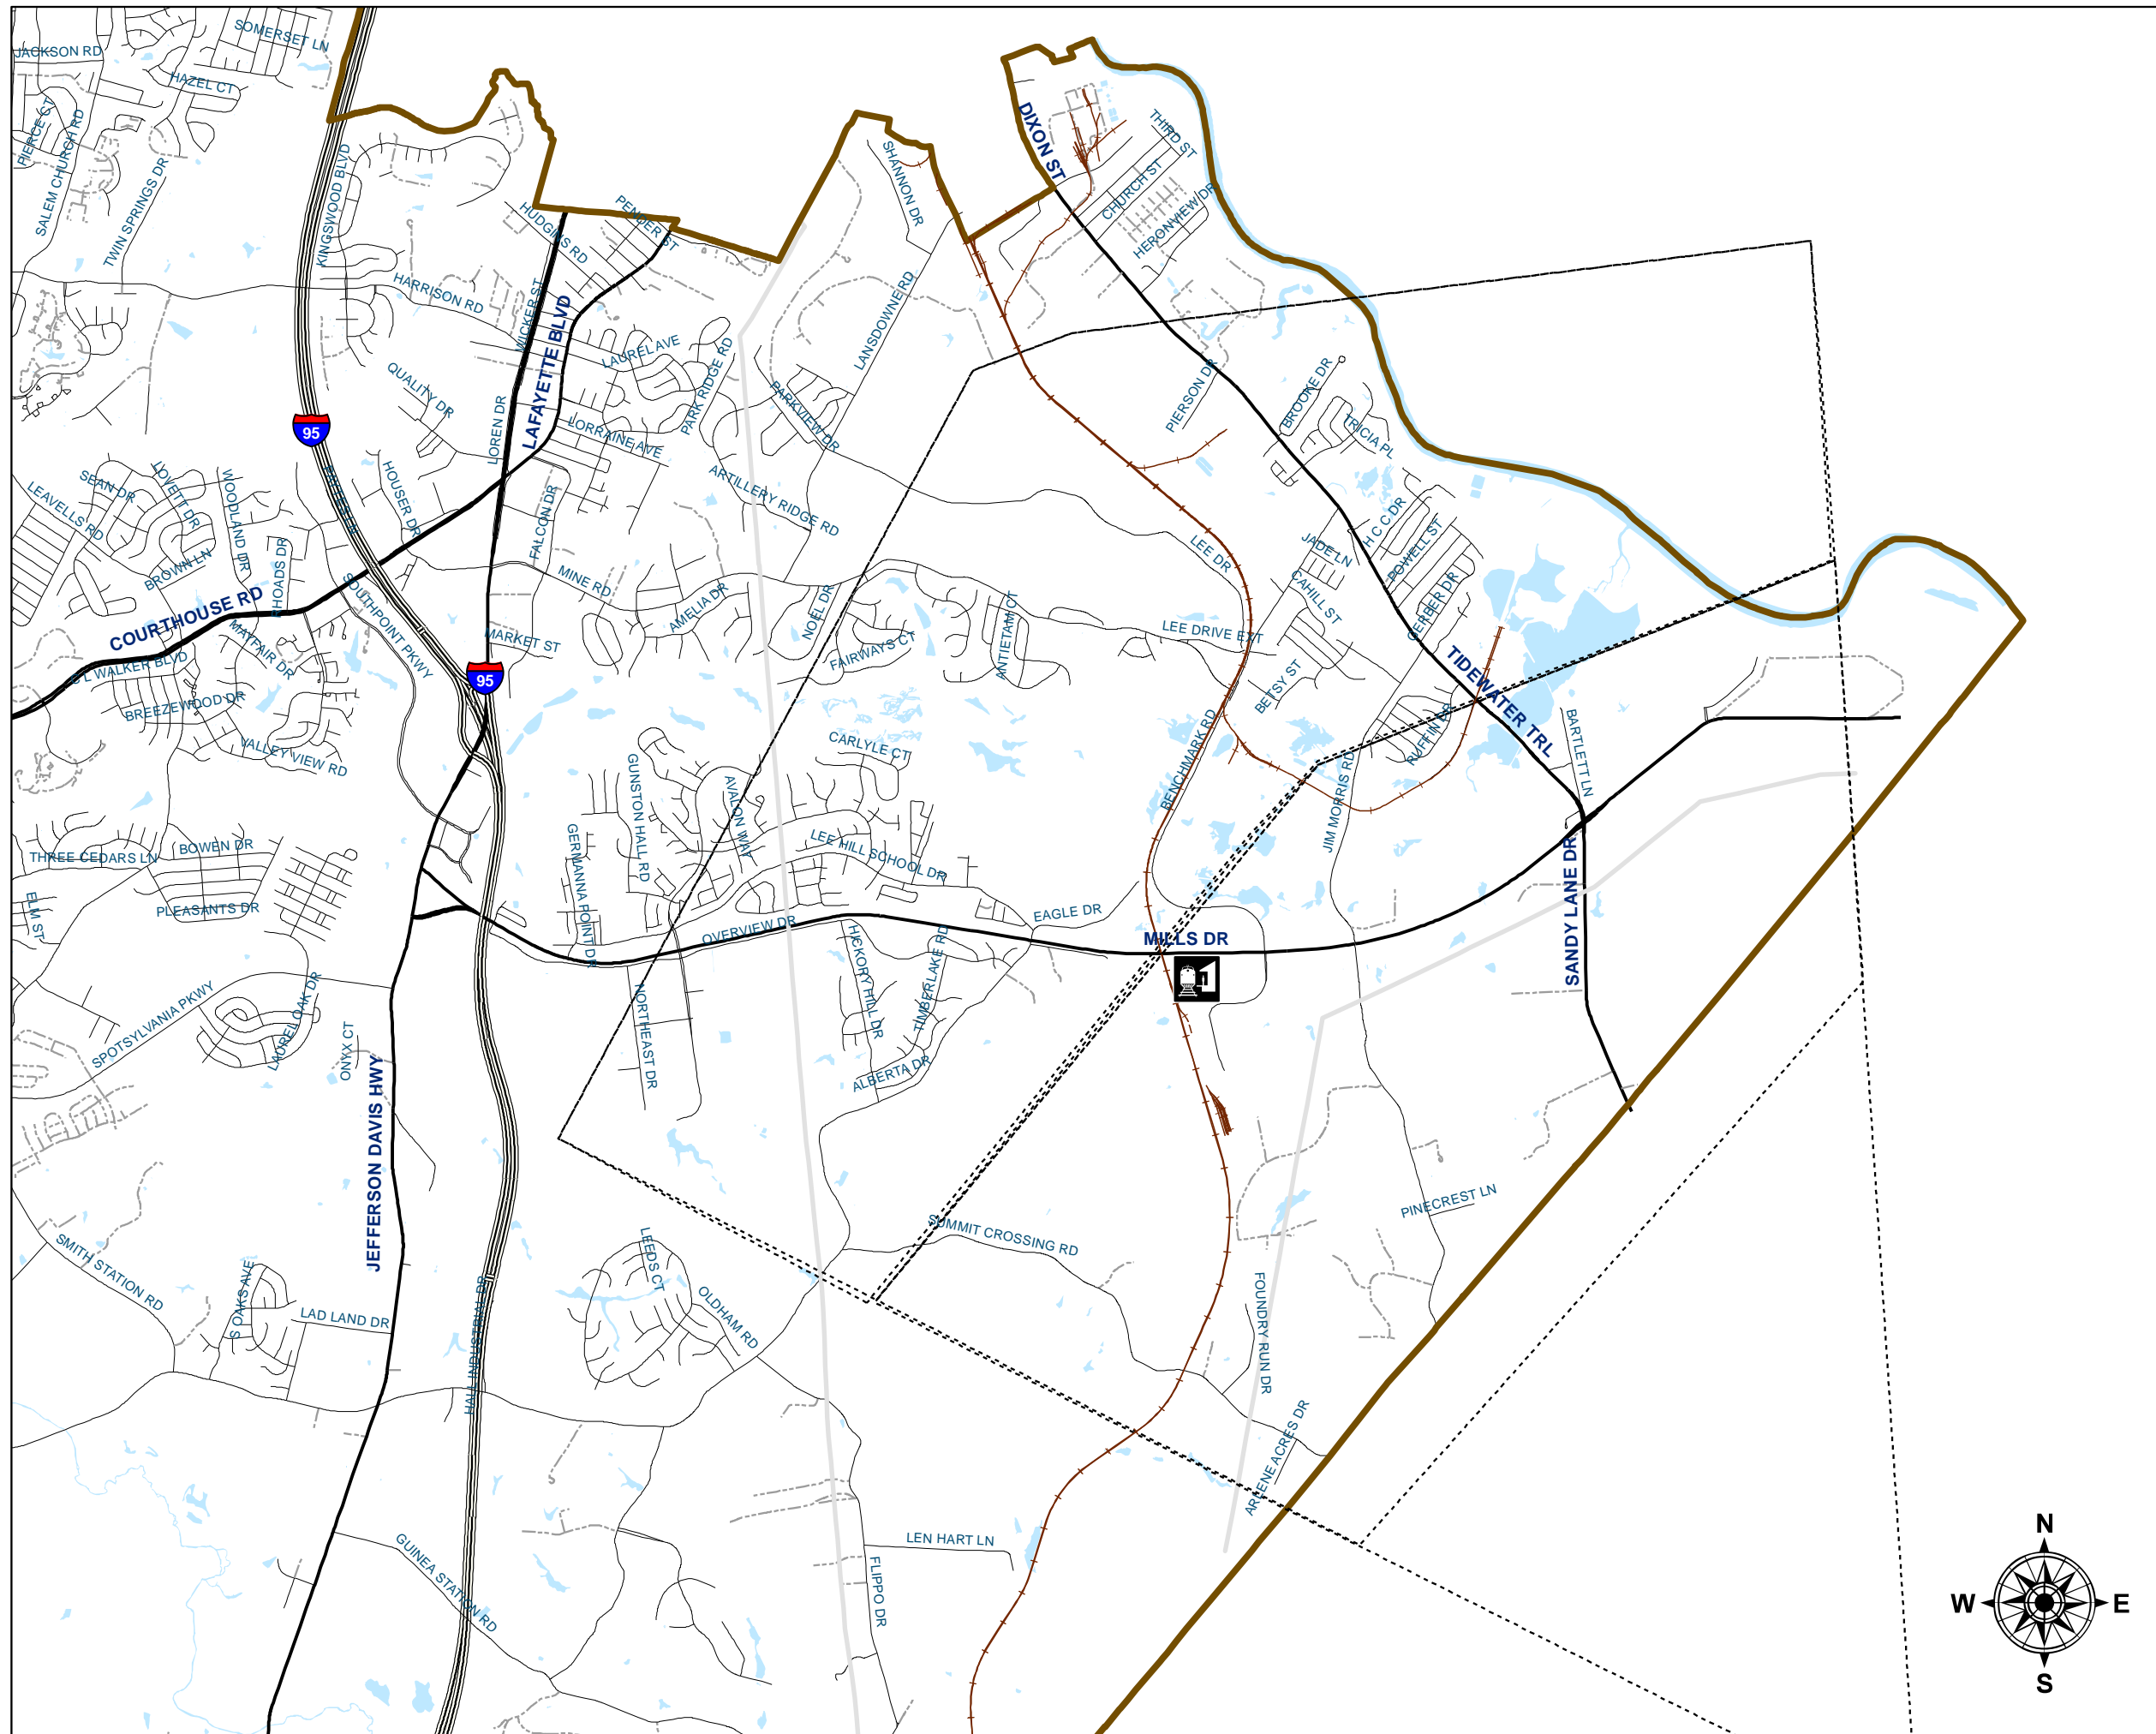 SOMERSET LN
JACKSON RD
HAZEL CT
PIERCE CT
SALEM CHURCH RD
TWIN SPRINGS DR
KINGSWOOD BLVD
HUDGINS RD
PENDER ST
SHANNON DR
DIXON ST
THIRD ST
CHURCH ST
HERONVIEW DR
HARRISON RD
WICKER ST
LAFAYETTE BLVD
LAUREL AVE
PARK RIDGE RD
LANSDOWNE RD
QUALITY DR
LOREN DR
LORRAINE AVE
PARKVIEW DR
PIERSON DR
BROOKE DR
TRICIA PL
95
SEAN DR
LOVETT DR
WOODLAND DR
LEAVELLS RD
HOUSER DR
FALCON DR
ARTILLERY RIDGE RD
BROWN LN
RHOADS DR
SOUTHPOINT PKWY
MINE RD
AMELIA DR
NOEL DR
LEE DR
JADE LN
H C C DR
POWELL ST
CAHILL ST
GERBER DR
COURTHOUSE RD
MAYFAIR DR
MARKET ST
FAIRWAYS CT
ANTIETAM CT
LEE DRIVE EXT
BETSY ST
TIDEWATER TRL
95
L WALKER BLVD
BREEZEWOOD DR
VALLEY VIEW RD
GUNSTON HALL RD
AVALON WAY
CARLYLE CT
BENCHMARK RD
JIM MORRIS RD
RUFFIN DR
BARTLETT LN
THREE CEDARS LN
BOWEN DR
GERMANNA POINT DR
LEE HILL SCHOOL DR
SANDY LANE DR
ELM ST
PLEASANTS DR
OVERVIEW DR
EAGLE DR
MILLS DR
HICKORY HILL DR
TIMBERLAKE RD
SPOTSYLVANIA PKWY
LAUREL OAK DR
ONYX CT
NORTHEAST DR
ALBERTA DR
JEFFERSON DAVIS HWY
PINECREST LN
SUMMIT CROSSING RD
SMITH STATION RD
S OAKS AVE
LAD LAND DR
HALL INDUSTRIAL DR
LEEDS CT
OLDHAM RD
FOUNDRY RUN DR
ARLENE ACRES DR
GUINEA STATION RD
LEN HART LN
FLIPPO DR
N
W
E
S